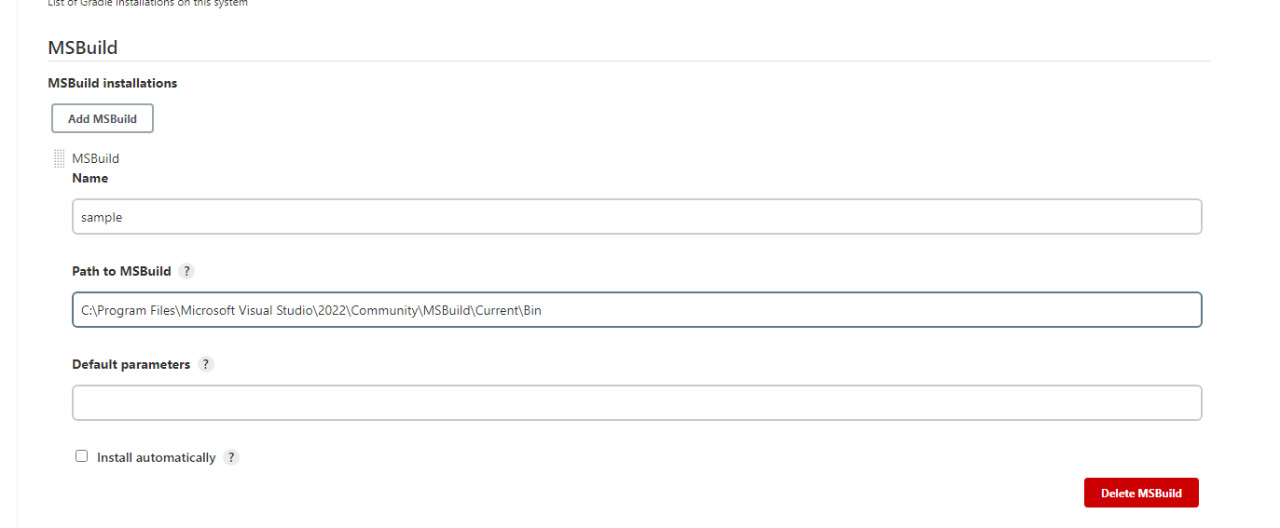 List of Gradle installations on this system
MSBuild
MSBuild installations
Add MSBuild
MSBuild
Name
sample
Path to MSBuild ?
C:\Program Files\Microsoft Visual Studio\2022\Community\MSBuild\Current\Bin
Default parameters ?
Install automatically ?
Delete MSBuild